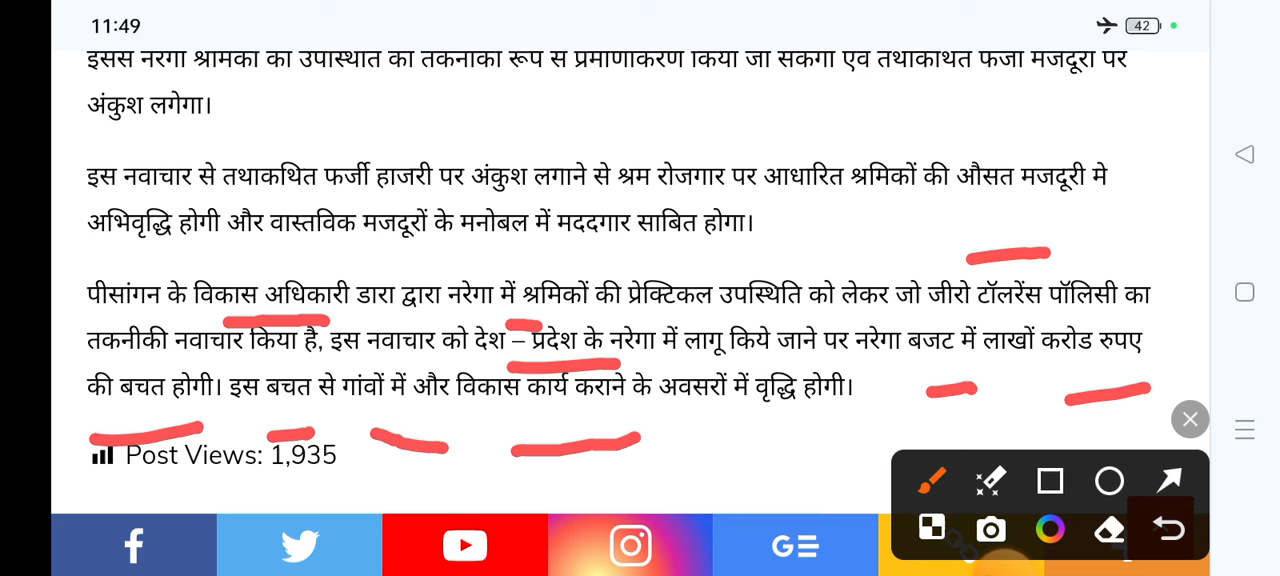 11:49
42
इससे नरेगा श्रमिकों की उपस्थिति का तकनीकी रूप से प्रमाणीकरण किया जा सकेगा एवं तथाकथित फर्जी मजदूरों पर
अंकुश लगेगा।
इस नवाचार से तथाकथित फर्जी हाजरी पर अंकुश लगाने से श्रम रोजगार पर आधारित श्रमिकों की औसत मजदूरी मे
अभिवृद्धि होगी और वास्तविक मजदूरों के मनोबल में मददगार साबित होगा।
पीसांगन के विकास अधिकारी डारा द्वारा नरेगा में श्रमिकों की प्रेक्टिकल उपस्थिति को लेकर जो जीरो टॉलरेंस पॉलिसी का
तकनीकी नवाचार किया है, इस नवाचार को देश – प्रदेश के नरेगा में लागू किये जाने पर नरेगा बजट में लाखों करोड रुपए
की बचत होगी। इस बचत से गांवों में और विकास कार्य कराने के अवसरों में वृद्धि होगी।
Post Views: 1,935